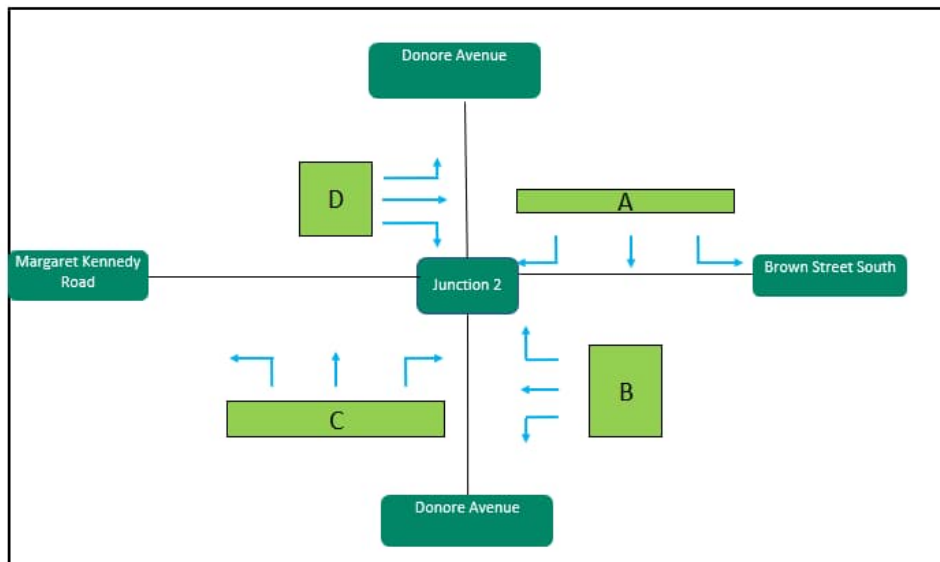 Donore Avenue
D
A
Margaret Kennedy
Road
Junction 2
Brown Street South
C
B
Donore Avenue